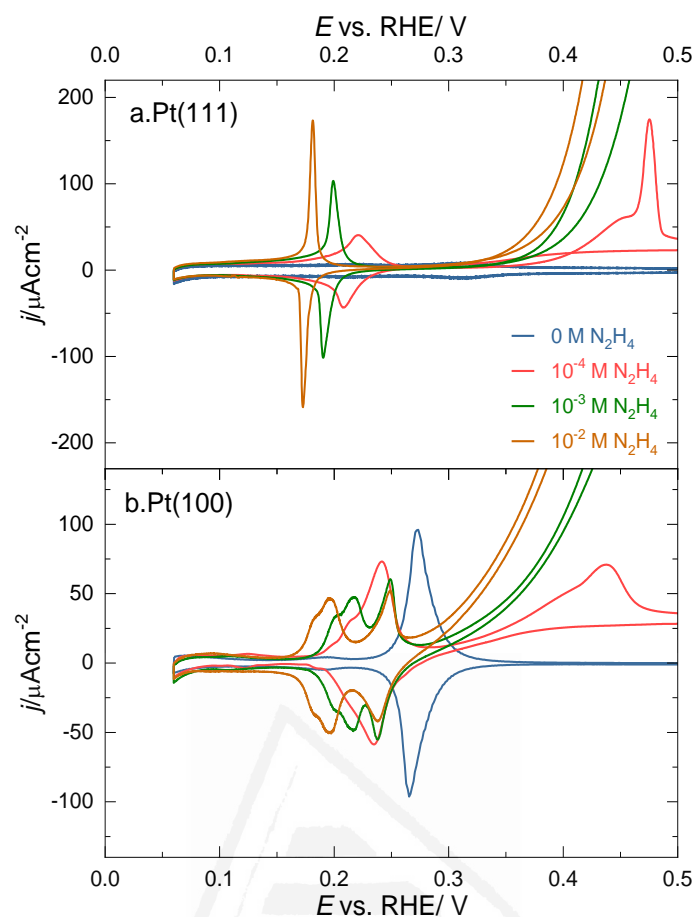 E vs. RHE/ V
0.0 0.1 0.2 0.3 0.4 0.5
a.Pt(111)
200
100
0
-100
-200
j/μAcm⁻²
0 M N₂H₄
10⁻⁴ M N₂H₄
10⁻³ M N₂H₄
10⁻² M N₂H₄
b.Pt(100)
100
50
0
-50
-100
j/μAcm⁻²
0.0 0.1 0.2 0.3 0.4 0.5
E vs. RHE/ V